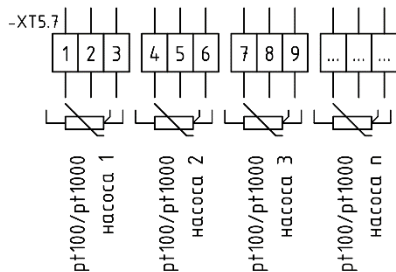 -XT5.7
1 2 3 4 5 6 7 8 9 ... ... ...
pt100/pt1000
насоса 1
pt100/pt1000
насоса 2
pt100/pt1000
насоса 3
pt100/pt1000
насоса n